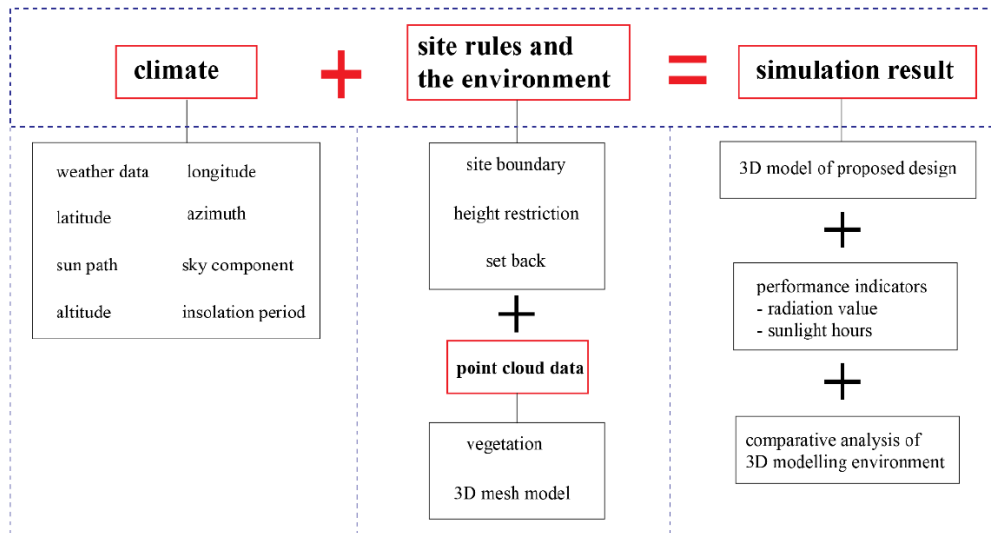 climate
+
site rules and
the environment
=
simulation result
weather data
longitude
latitude
azimuth
sun path
sky component
altitude
insolation period
site boundary
height restriction
set back
+
point cloud data
vegetation
3D mesh model
3D model of proposed design
+
performance indicators
- radiation value
- sunlight hours
+
comparative analysis of
3D modelling environment